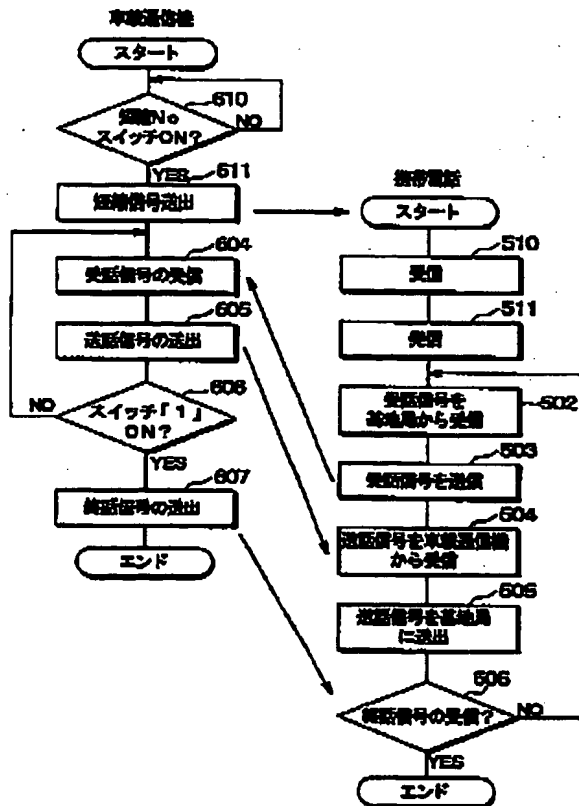 車載通信機
スタート
610
短縮No
スイッチON?
NO
YES
611
短縮信号送出
604
受話信号の受信
605
送話信号の送出
606
スイッチ「1」
ON?
NO
YES
607
終話信号の送出
エンド
携帯電話
スタート
510
受信
511
発信
受話信号を
基地局から受信
502
503
受話信号を送信
504
送話信号を車載通信機
から受信
505
送話信号を基地局
に送出
506
終話信号の受信?
NO
YES
エンド